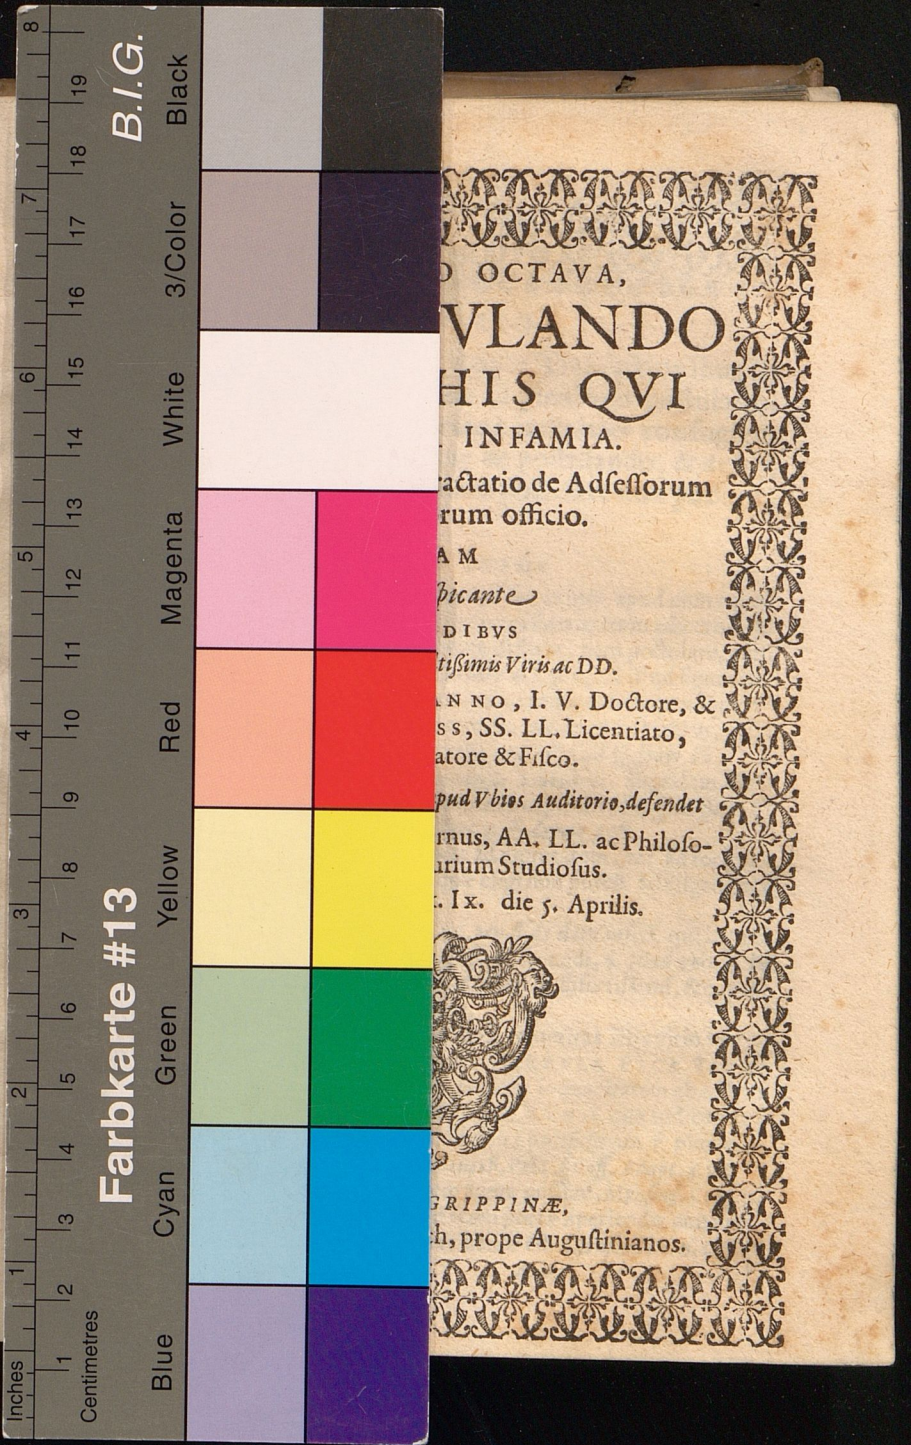 B.I.G.
Farbkarte #13
Black
3/Color
White
Magenta
Red
Yellow
Green
Cyan
Blue
8
7
6
5
4
3
2
1
Inches
19
18
17
16
15
14
13
12
11
10
9
8
7
6
5
4
3
2
1
Centimetres
O OCTAVA,
VLANDO
HIS QVI
INFAMIA.
ractatio de Adſeſſorum
rum officio.
AM
ſpicante
DIBVS
tißimis Viris ac DD.
ANNO, I. V. Doctore, &
ss, SS. LL. Licentiato,
atore & Fiſco.
pud Vbios Auditorio, defendet
rnus, AA. LL. ac Philoſo-
urium Studioſus.
. Ix. die 5. Aprilis.
GRIPPINÆ,
ch, prope Auguſtinianos.